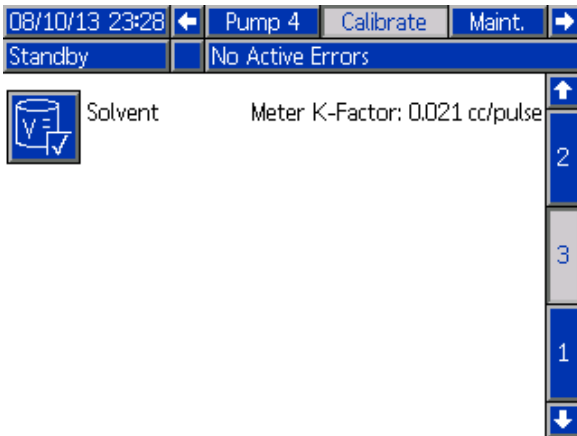 08/10/13 23:28 Pump 4 Calibrate Maint.
Standby No Active Errors
Solvent Meter K-Factor: 0.021 cc/pulse
V
2
3
1